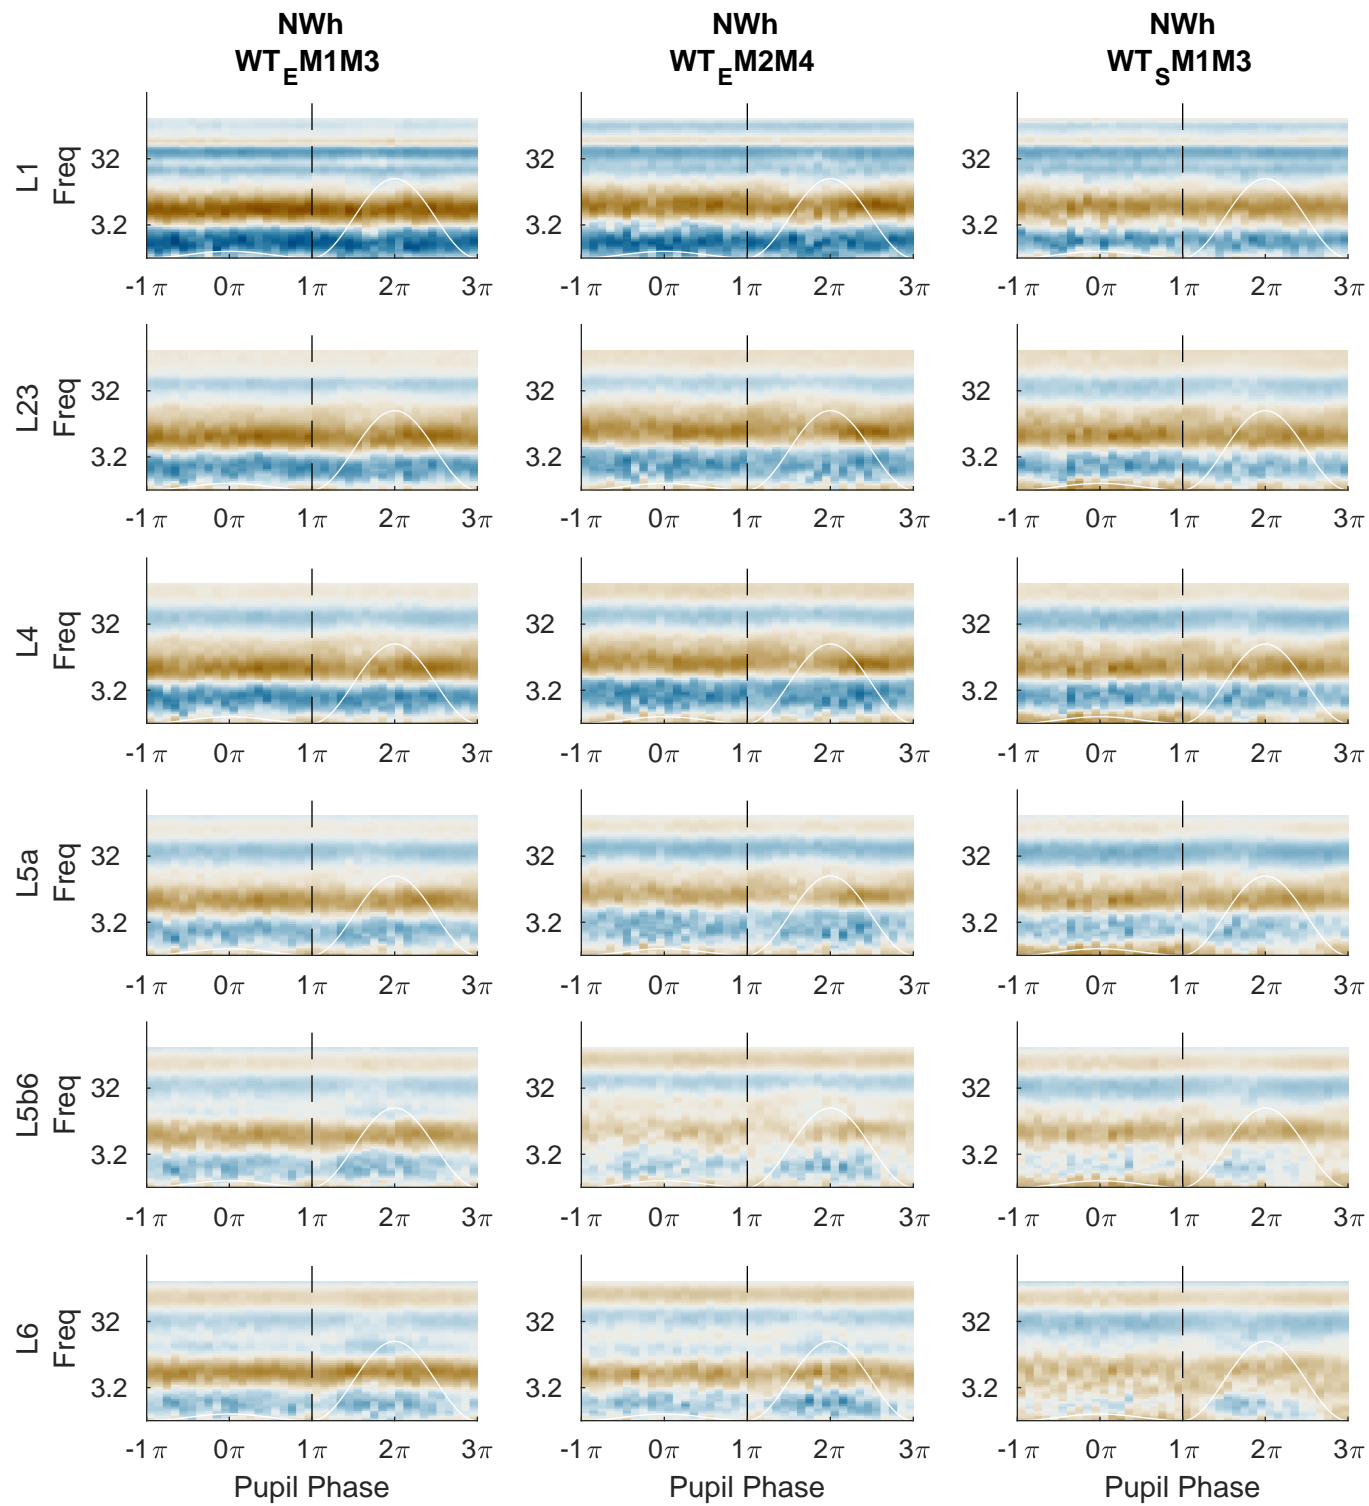 NWh NWh NWh
WT_EM1M3 WT_EM2M4 WT_SM1M3
L1
Freq
32 32 32
3.2 3.2 3.2
-1π 0π 1π 2π 3π -1π 0π 1π 2π 3π -1π 0π 1π 2π 3π
L23
Freq
32 32 32
3.2 3.2 3.2
-1π 0π 1π 2π 3π -1π 0π 1π 2π 3π -1π 0π 1π 2π 3π
L4
Freq
32 32 32
3.2 3.2 3.2
-1π 0π 1π 2π 3π -1π 0π 1π 2π 3π -1π 0π 1π 2π 3π
L5a
Freq
32 32 32
3.2 3.2 3.2
-1π 0π 1π 2π 3π -1π 0π 1π 2π 3π -1π 0π 1π 2π 3π
L5b6
Freq
32 32 32
3.2 3.2 3.2
-1π 0π 1π 2π 3π -1π 0π 1π 2π 3π -1π 0π 1π 2π 3π
L6
Freq
32 32 32
3.2 3.2 3.2
-1π 0π 1π 2π 3π -1π 0π 1π 2π 3π -1π 0π 1π 2π 3π
Pupil Phase Pupil Phase Pupil Phase